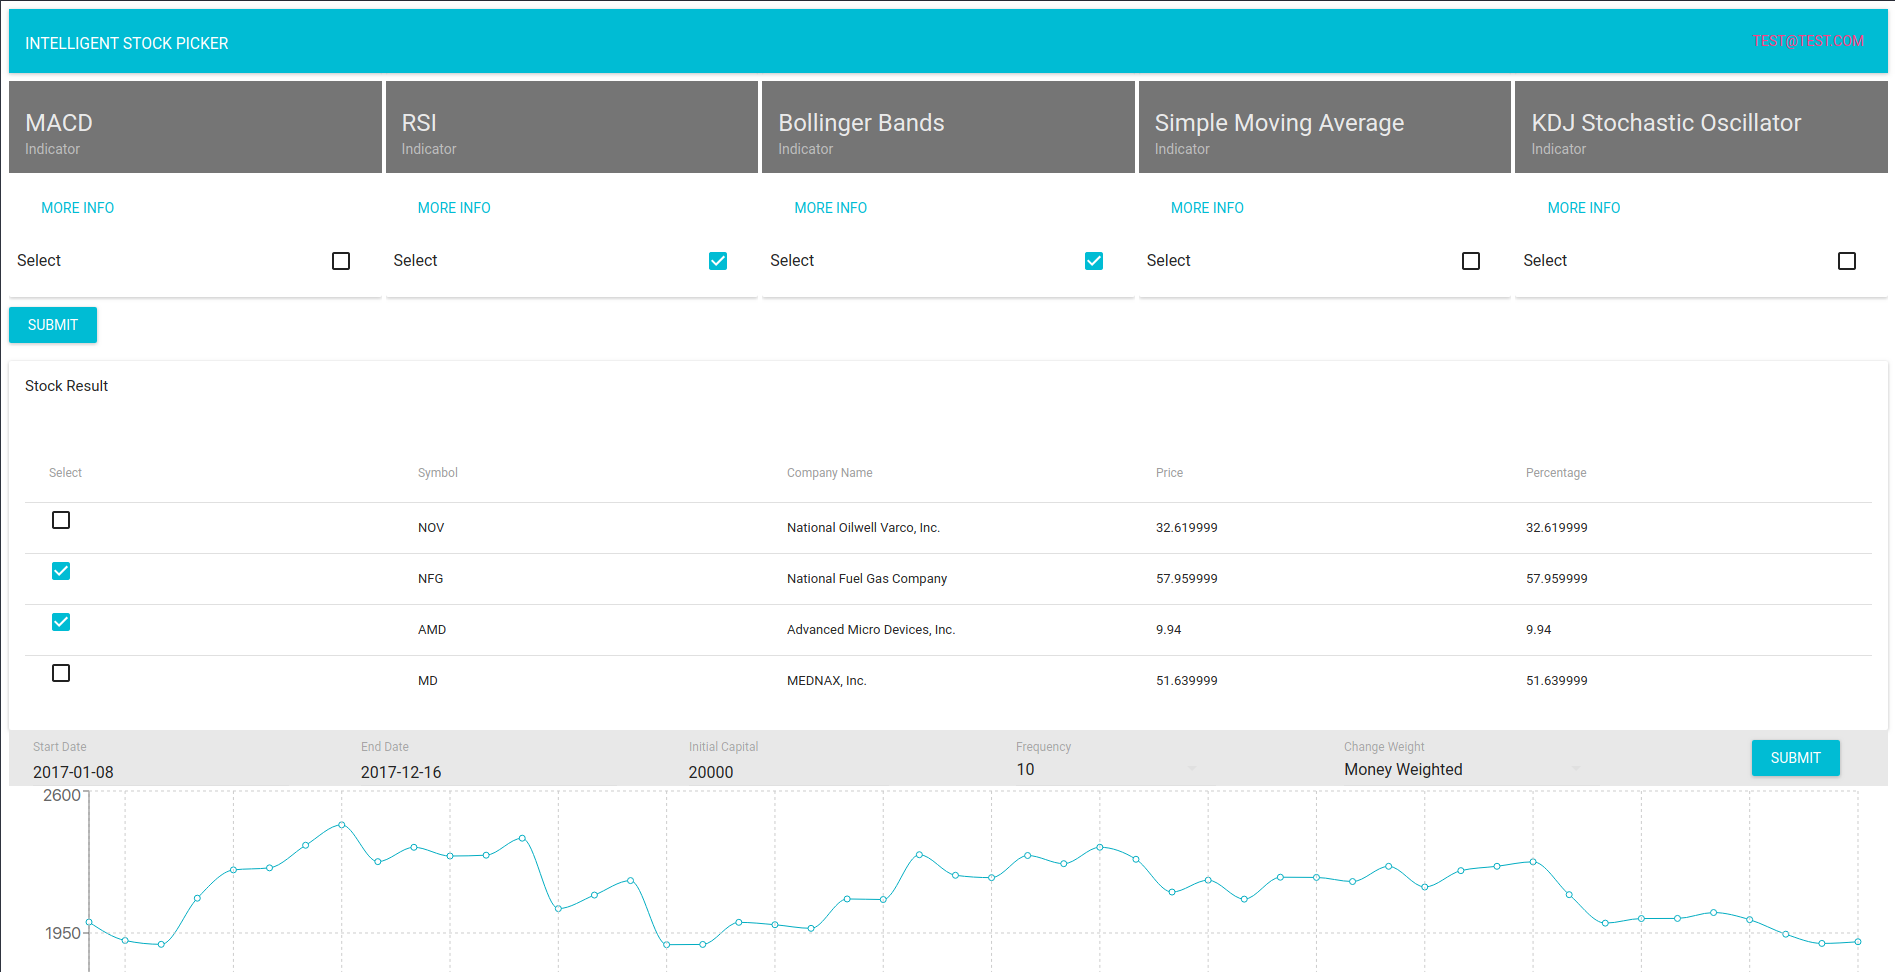 INTELLIGENT STOCK PICKER TEST@TEST.COM
MACD RSI Bollinger Bands Simple Moving Average KDJ Stochastic Oscillator
Indicator Indicator Indicator Indicator Indicator
MORE INFO MORE INFO MORE INFO MORE INFO MORE INFO
Select Select Select Select Select
SUBMIT
Stock Result
Select Symbol Company Name Price Percentage
NOV National Oilwell Varco, Inc. 32.619999 32.619999
NFG National Fuel Gas Company 57.959999 57.959999
AMD Advanced Micro Devices, Inc. 9.94 9.94
MD MEDNAX, Inc. 51.639999 51.639999
Start Date End Date Initial Capital Frequency Change Weight
2017-01-08 2017-12-16 20000 10 Money Weighted SUBMIT
2600
1950